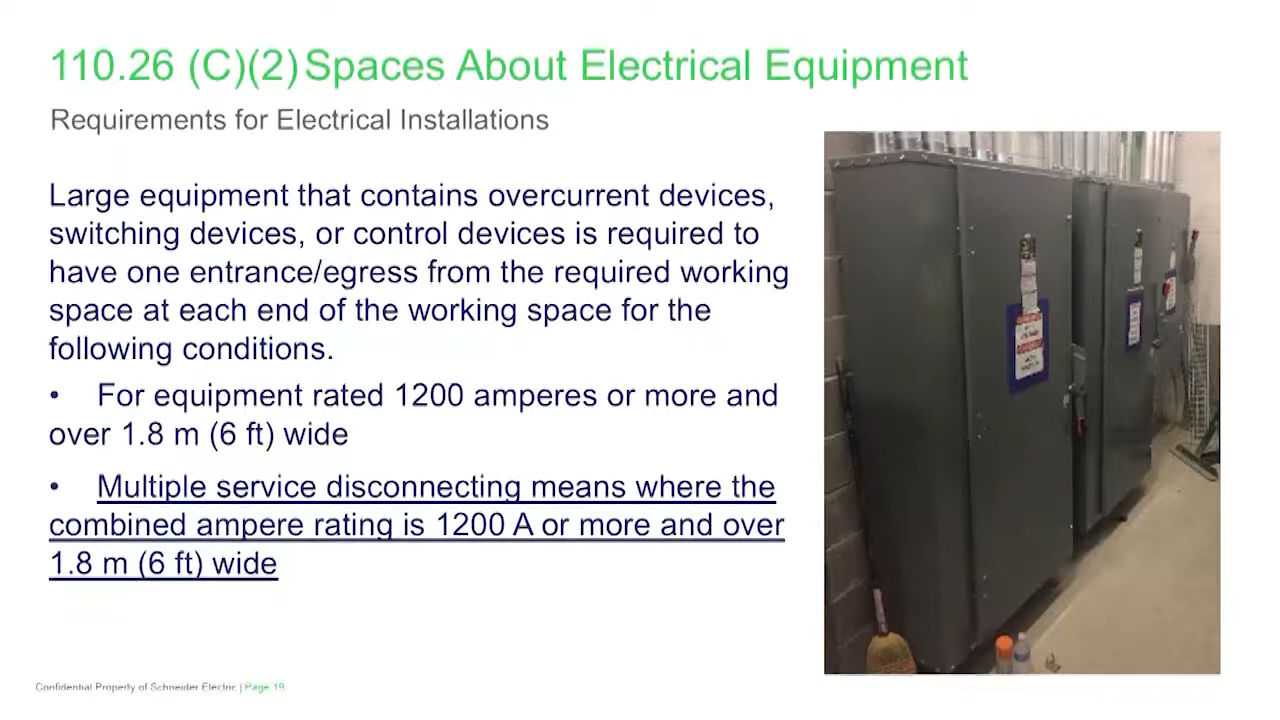 110.26 (C)(2) Spaces About Electrical Equipment
Requirements for Electrical Installations
Large equipment that contains overcurrent devices,
switching devices, or control devices is required to
have one entrance/egress from the required working
space at each end of the working space for the
following conditions.
• For equipment rated 1200 amperes or more and
over 1.8 m (6 ft) wide
• Multiple service disconnecting means where the
combined ampere rating is 1200 A or more and over
1.8 m (6 ft) wide
Confidential Property of Schneider Electric | Page 19